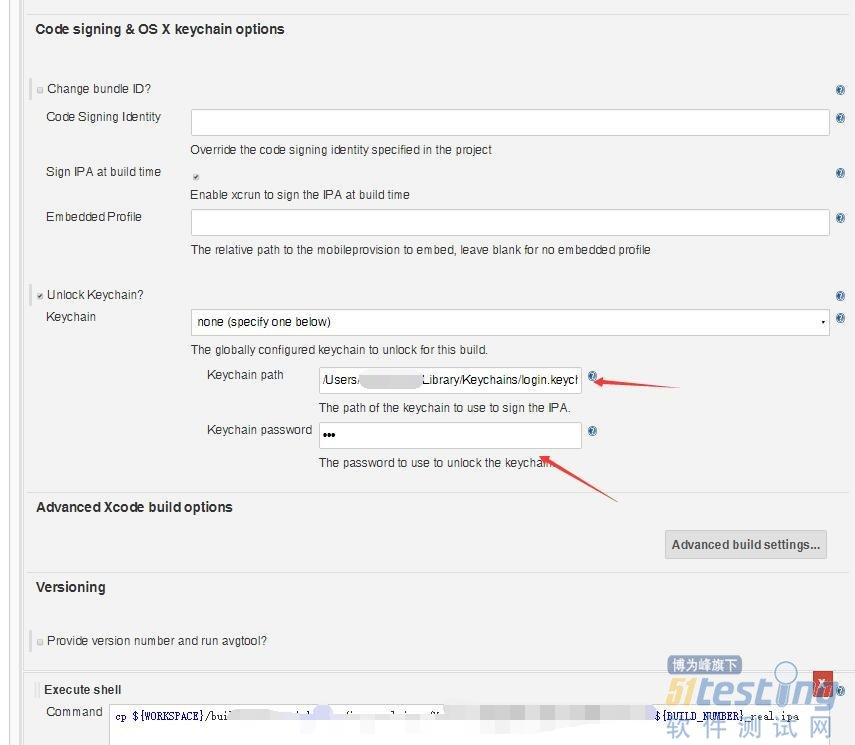 Code signing & OS X keychain options
Change bundle ID?
Code Signing Identity
Override the code signing identity specified in the project
Sign IPA at build time
Enable xcrun to sign the IPA at build time
Embedded Profile
The relative path to the mobileprovision to embed, leave blank for no embedded profile
Unlock Keychain?
Keychain
none (specify one below)
The globally configured keychain to unlock for this build.
Keychain path
/Users/ Library/Keychains/login.keych
The path of the keychain to use to sign the IPA.
Keychain password
•••
The password to use to unlock the keychain.
Advanced Xcode build options
Advanced build settings...
Versioning
Provide version number and run avgtool?
Execute shell
X
Command
cp ${WORKSPACE}/buil ${BUILD_NUMBER} real.ipa
博为峰旗下
51testing
软件测试网